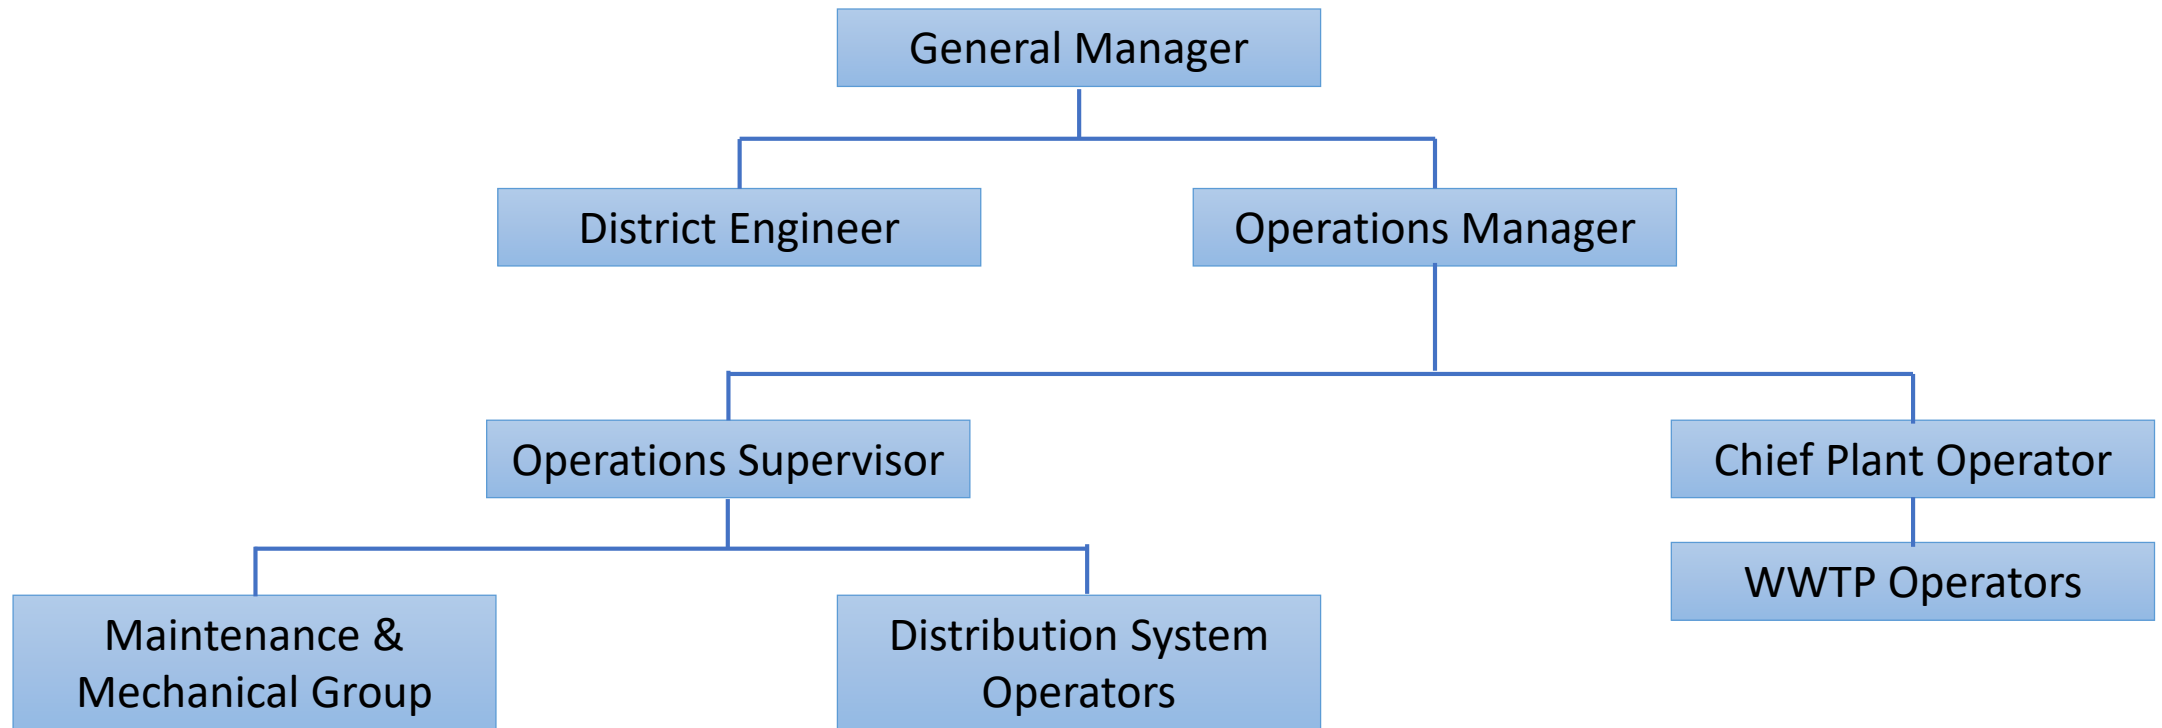 General Manager
District Engineer
Operations Manager
Operations Supervisor
Chief Plant Operator
WWTP Operators
Maintenance &
Mechanical Group
Distribution System
Operators